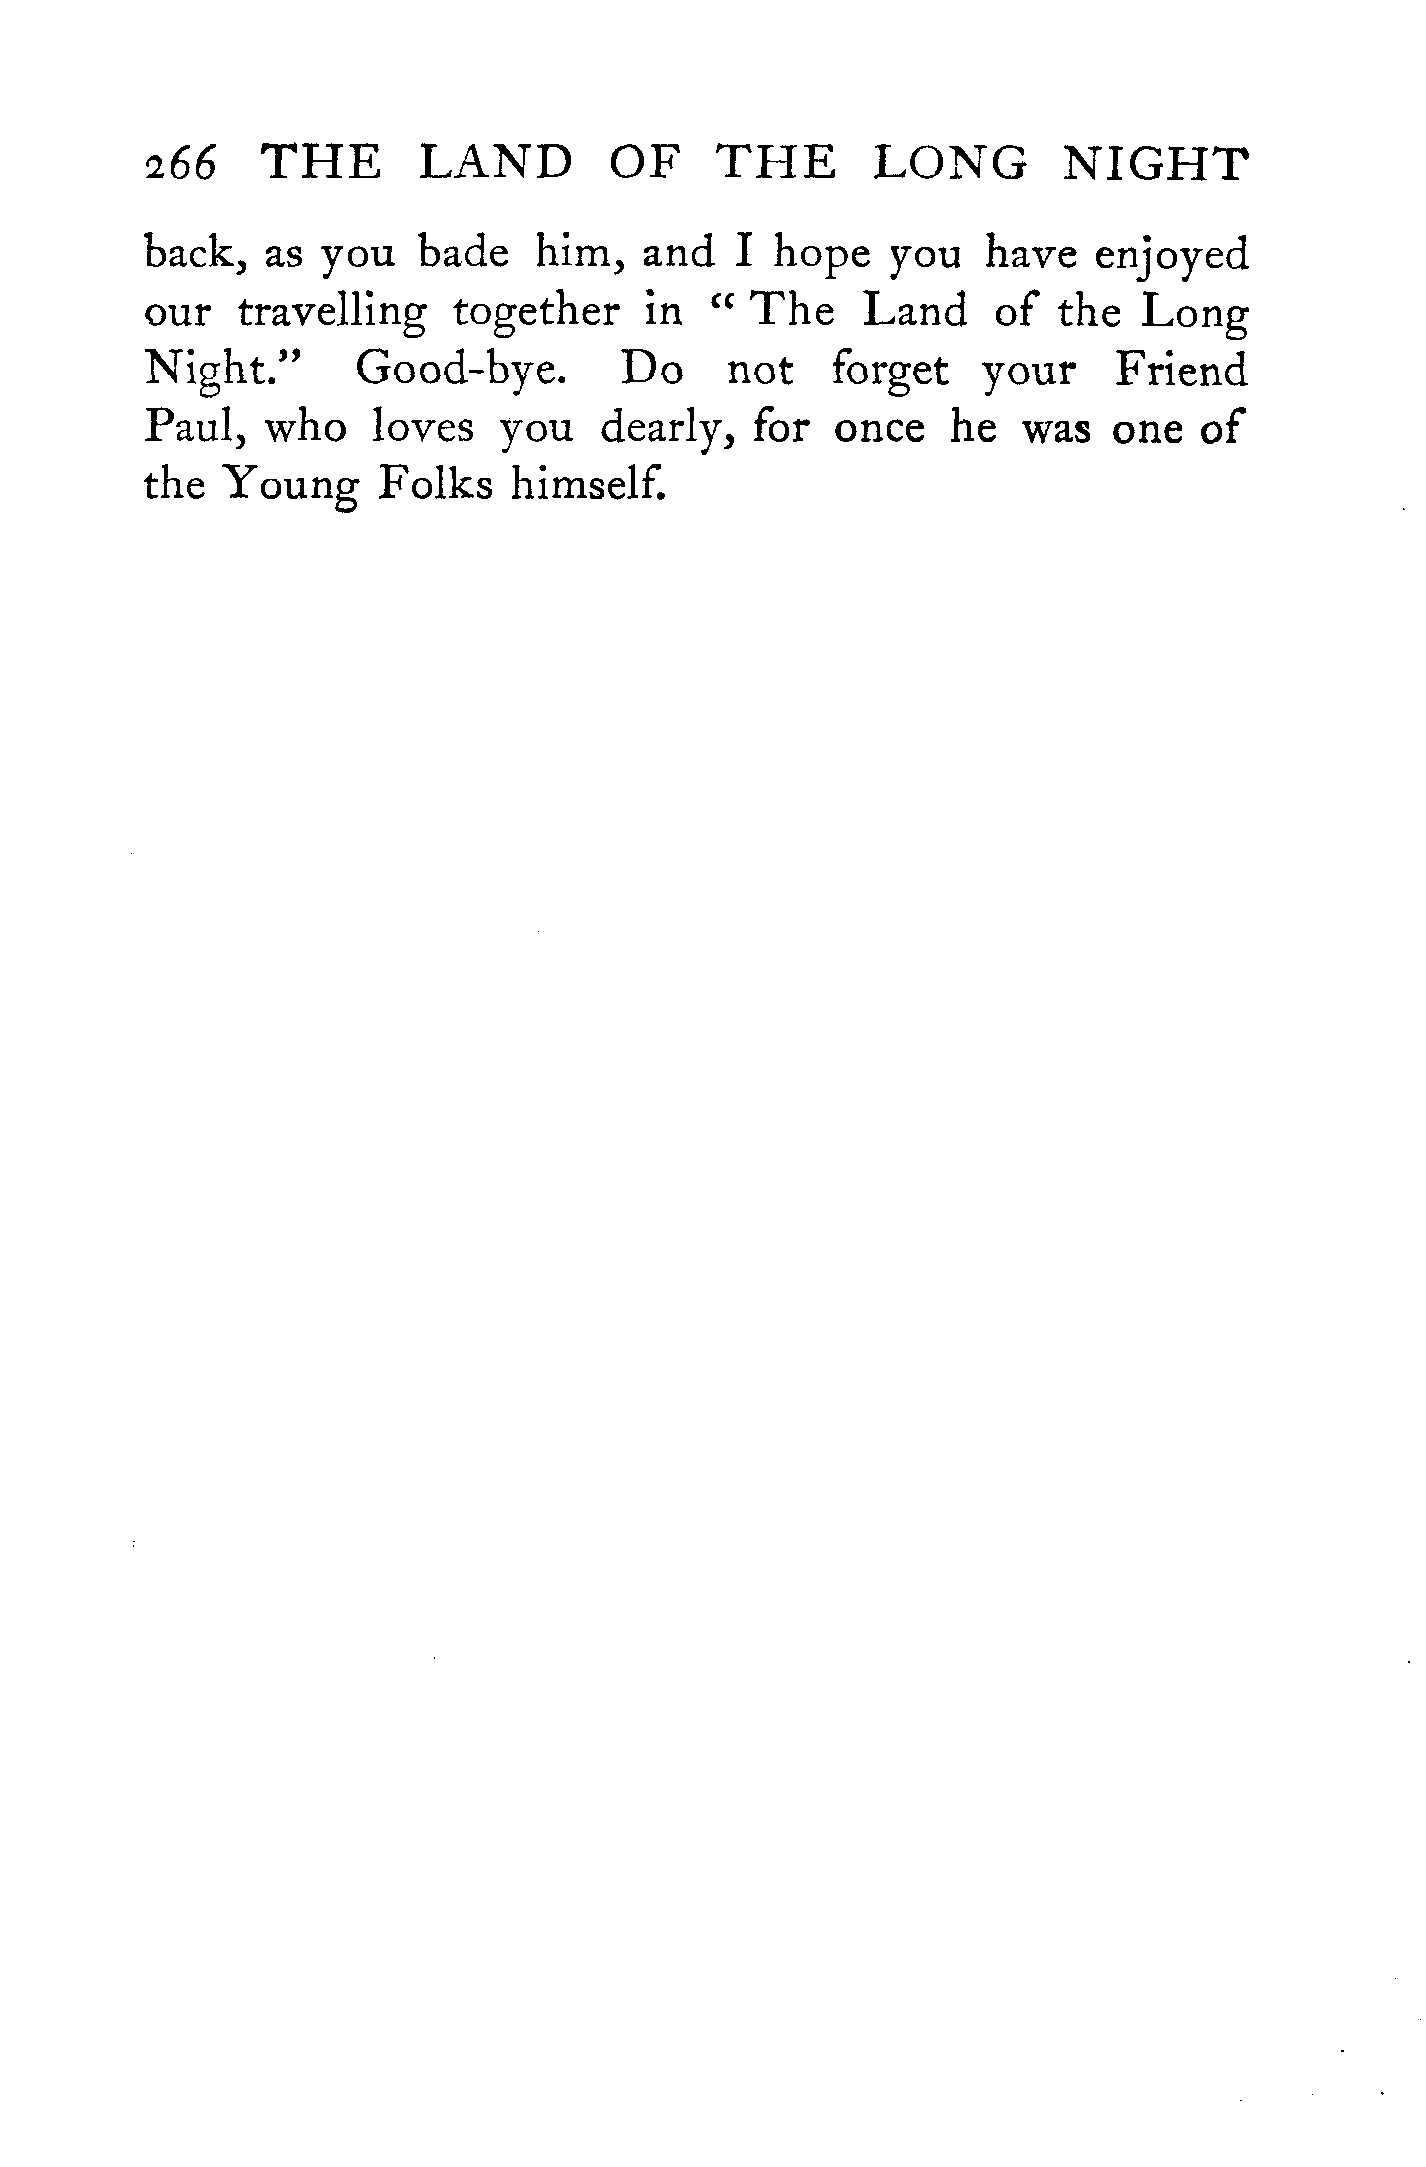 266 THE LAND OF THE LONG NIGHT
back, as you bade him, and I hope you have enjoyed
our travelling together in “ The Land of the Long
Night.” Good-bye. Do not forget your Friend
Paul, who loves you dearly, for once he was one of
the Young Folks himself.